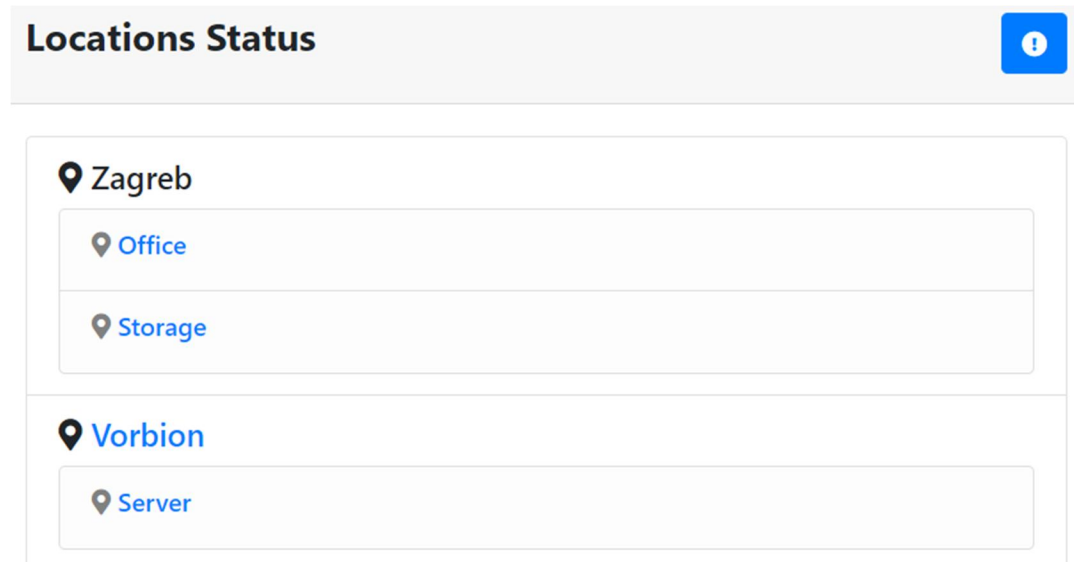 Locations Status
Zagreb
Office
Storage
Vorbion
Server